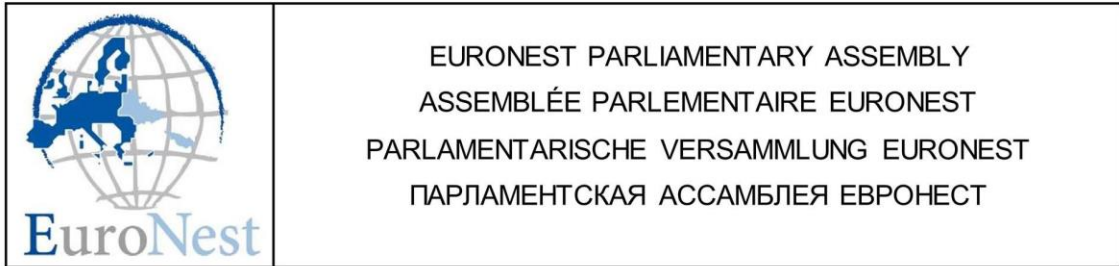 EURONEST PARLIAMENTARY ASSEMBLY
ASSEMBLÉE PARLEMENTAIRE EURONEST
PARLAMENTARISCHE VERSAMMLUNG EURONEST
ПАРЛАМЕНТСКАЯ АССАМБЛЕЯ ЕВРОНЕСТ
EuroNest